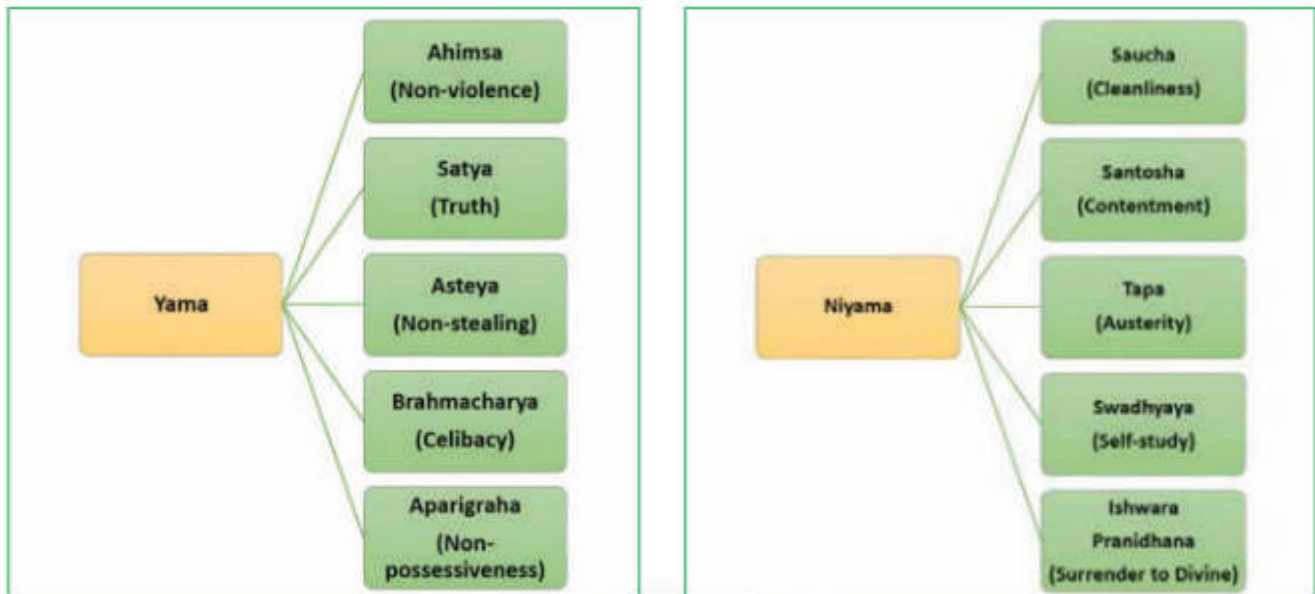 Yama
Ahimsa
(Non-violence)
Satya
(Truth)
Asteya
(Non-stealing)
Brahmacharya
(Celibacy)
Aparigraha
(Non-
possessiveness)
Niyama
Saucha
(Cleanliness)
Santosha
(Contentment)
Tapa
(Austerity)
Swadhyaya
(Self-study)
Ishwara
Pranidhana
(Surrender to Divine)